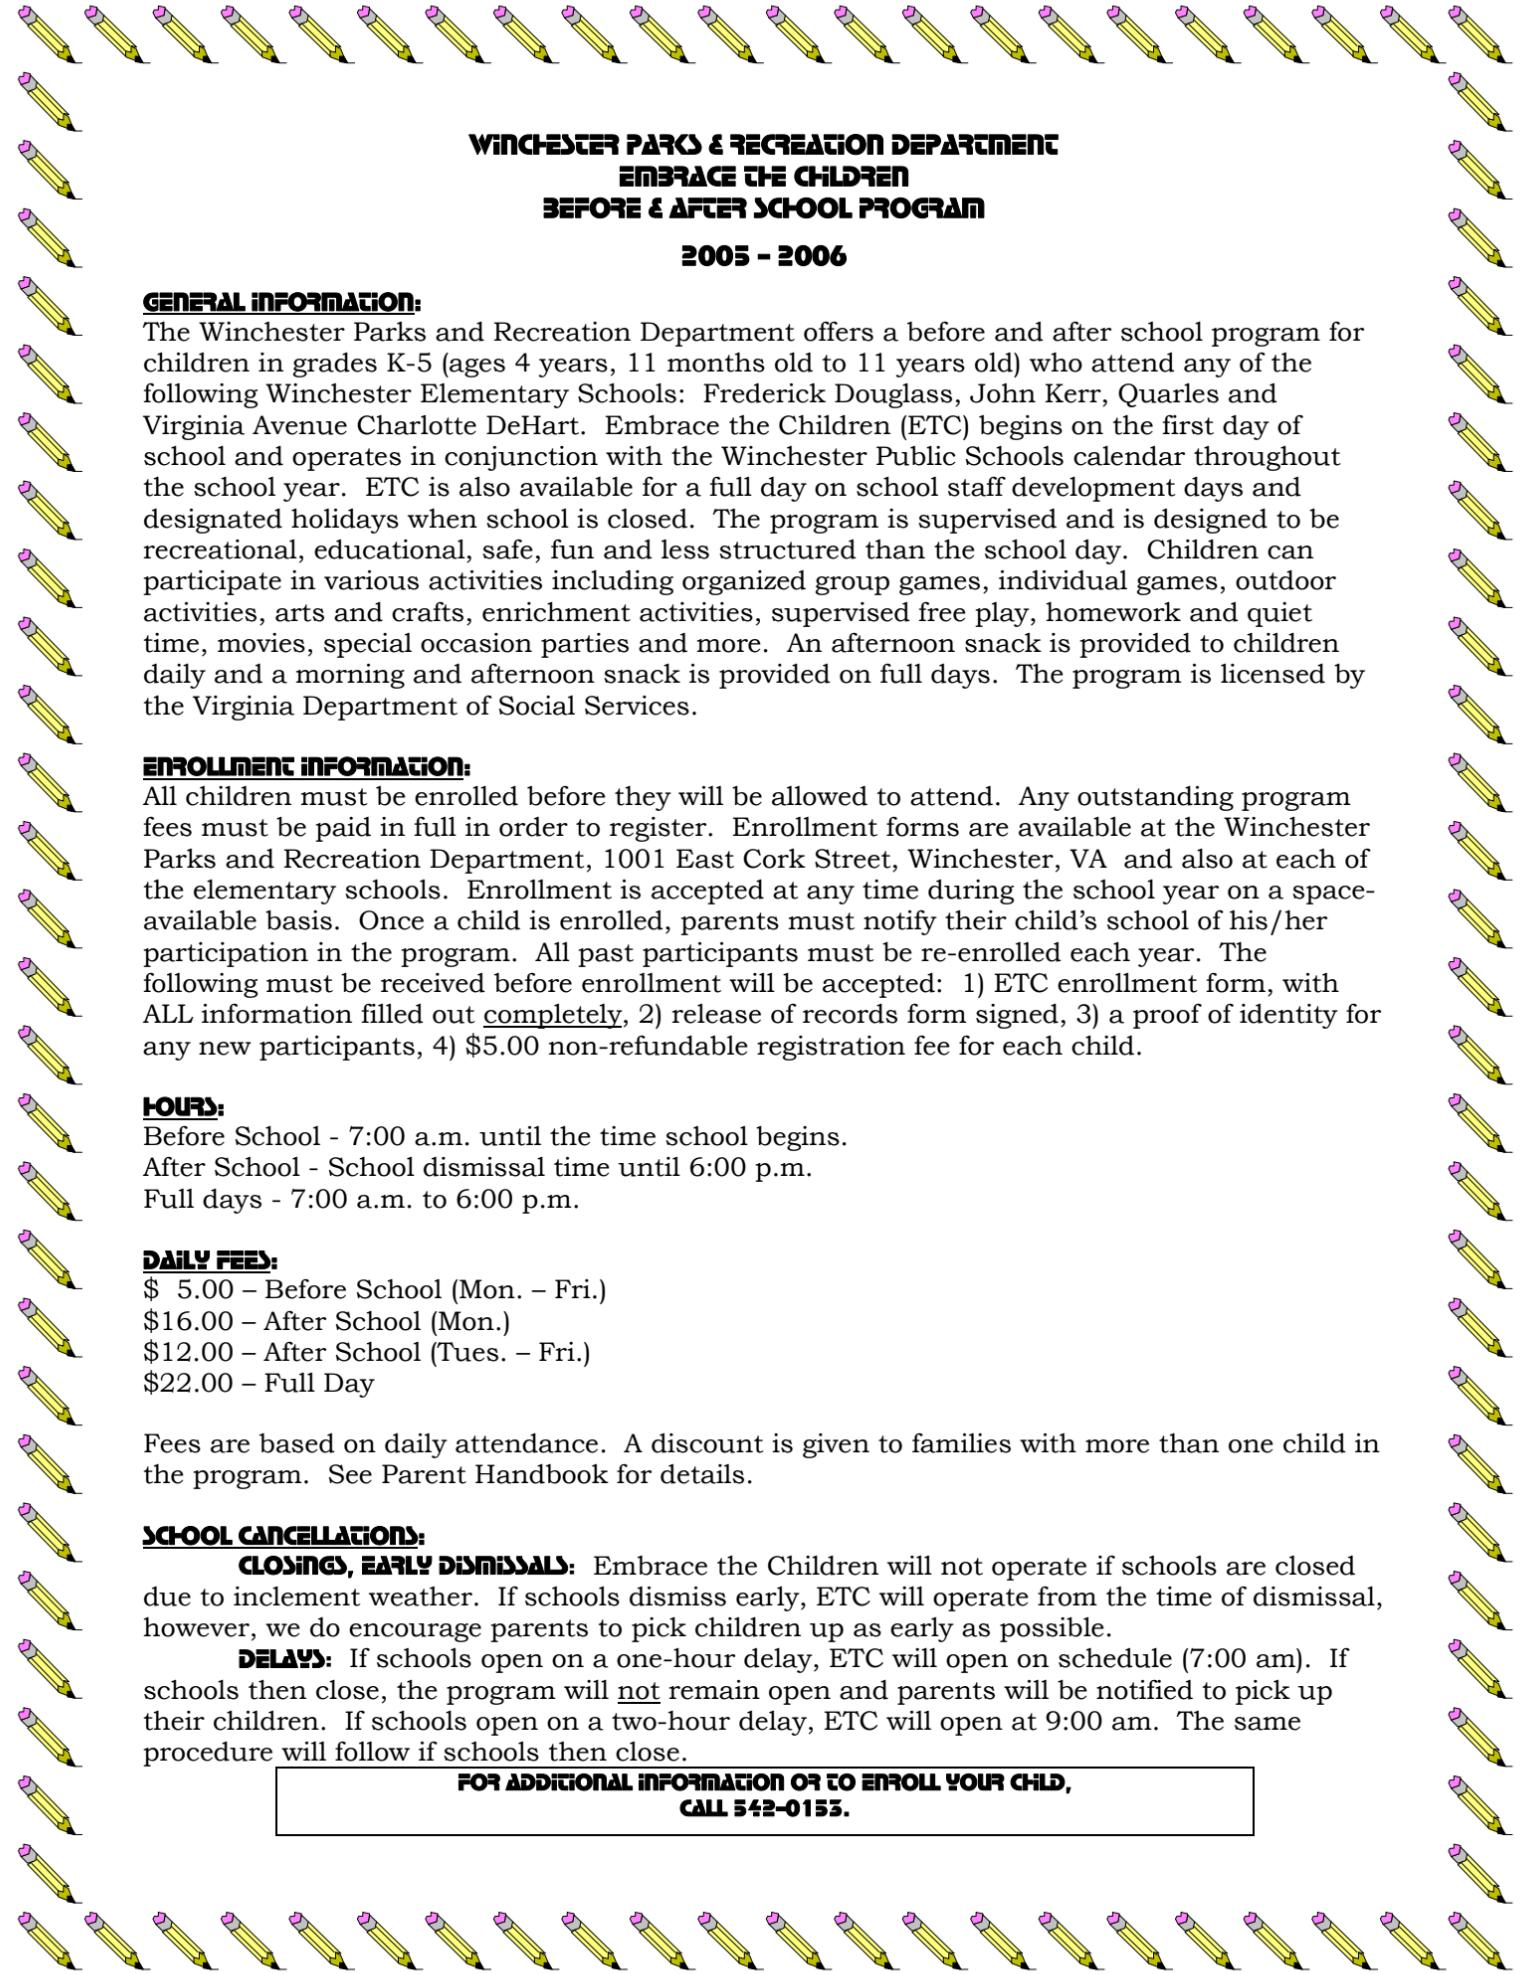 WINCHESTER PARKS & RECREATION DEPARTMENT
EMBRACE THE CHILDREN
BEFORE & AFTER SCHOOL PROGRAM
2005 – 2006
GENERAL INFORMATION:
The Winchester Parks and Recreation Department offers a before and after school program for
children in grades K-5 (ages 4 years, 11 months old to 11 years old) who attend any of the
following Winchester Elementary Schools:  Frederick Douglass, John Kerr, Quarles and
Virginia Avenue Charlotte DeHart.  Embrace the Children (ETC) begins on the first day of
school and operates in conjunction with the Winchester Public Schools calendar throughout
the school year.  ETC is also available for a full day on school staff development days and
designated holidays when school is closed.  The program is supervised and is designed to be
recreational, educational, safe, fun and less structured than the school day.  Children can
participate in various activities including organized group games, individual games, outdoor
activities, arts and crafts, enrichment activities, supervised free play, homework and quiet
time, movies, special occasion parties and more.  An afternoon snack is provided to children
daily and a morning and afternoon snack is provided on full days.  The program is licensed by
the Virginia Department of Social Services.
ENROLLMENT INFORMATION:
All children must be enrolled before they will be allowed to attend.  Any outstanding program
fees must be paid in full in order to register.  Enrollment forms are available at the Winchester
Parks and Recreation Department, 1001 East Cork Street, Winchester, VA  and also at each of
the elementary schools.  Enrollment is accepted at any time during the school year on a space-
available basis.  Once a child is enrolled, parents must notify their child's school of his/her
participation in the program.  All past participants must be re-enrolled each year.  The
following must be received before enrollment will be accepted:  1) ETC enrollment form, with
ALL information filled out completely, 2) release of records form signed, 3) a proof of identity for
any new participants, 4) $5.00 non-refundable registration fee for each child.
HOURS:
Before School - 7:00 a.m. until the time school begins.
After School - School dismissal time until 6:00 p.m.
Full days - 7:00 a.m. to 6:00 p.m.
DAILY FEES:
$  5.00 – Before School (Mon. – Fri.)
$16.00 – After School (Mon.)
$12.00 – After School (Tues. – Fri.)
$22.00 – Full Day
Fees are based on daily attendance.  A discount is given to families with more than one child in
the program.  See Parent Handbook for details.
SCHOOL CANCELLATIONS:
CLOSINGS, EARLY DISMISSALS:  Embrace the Children will not operate if schools are closed
due to inclement weather.  If schools dismiss early, ETC will operate from the time of dismissal,
however, we do encourage parents to pick children up as early as possible.
DELAYS:  If schools open on a one-hour delay, ETC will open on schedule (7:00 am).  If
schools then close, the program will not remain open and parents will be notified to pick up
their children.  If schools open on a two-hour delay, ETC will open at 9:00 am.  The same
procedure will follow if schools then close.
FOR ADDITIONAL INFORMATION OR TO ENROLL YOUR CHILD,
CALL 542-0153.